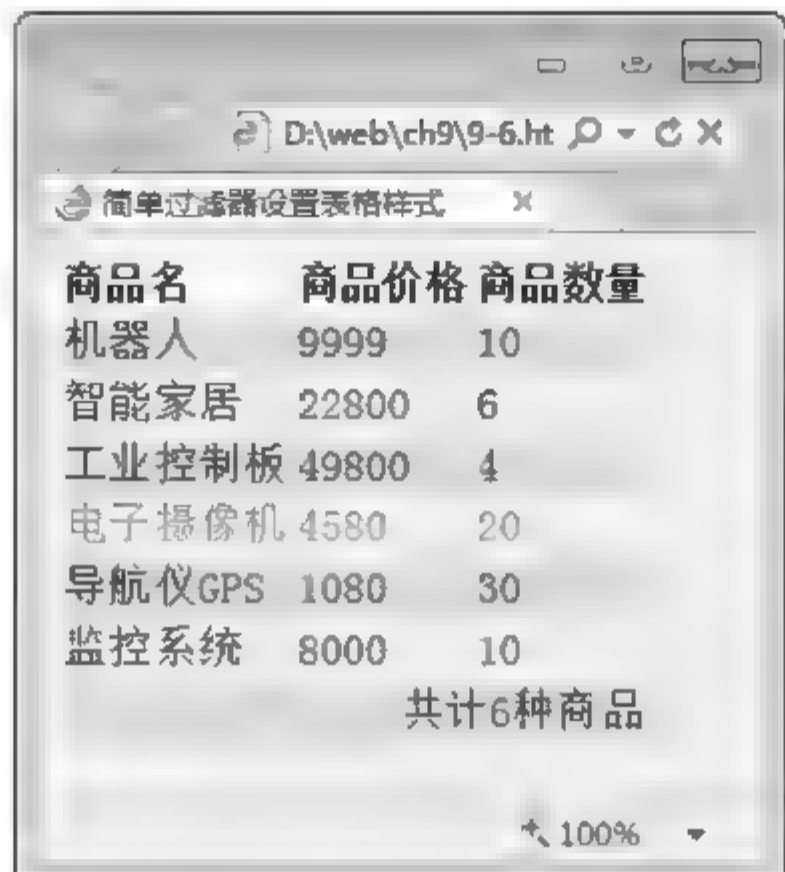 D:\web\ch9\9-6.ht
简单过滤器设置表格样式
商品名 商品价格 商品数量
机器人 9999 10
智能家居 22800 6
工业控制板 49800 4
电子摄像机 4580 20
导航仪GPS 1080 30
监控系统 8000 10
共计6种商品
100%